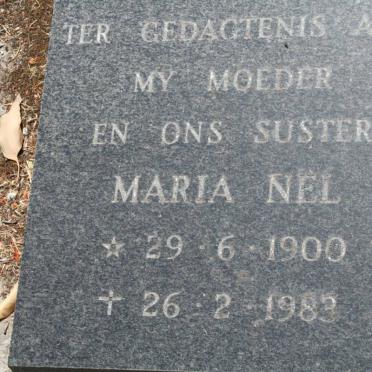 TER GEDAGTENIS A
MY MOEDER
EN ONS SUSTER
MARIA NEL
☆ 29 · 6 · 1900
✝ 26 · 2 · 1983